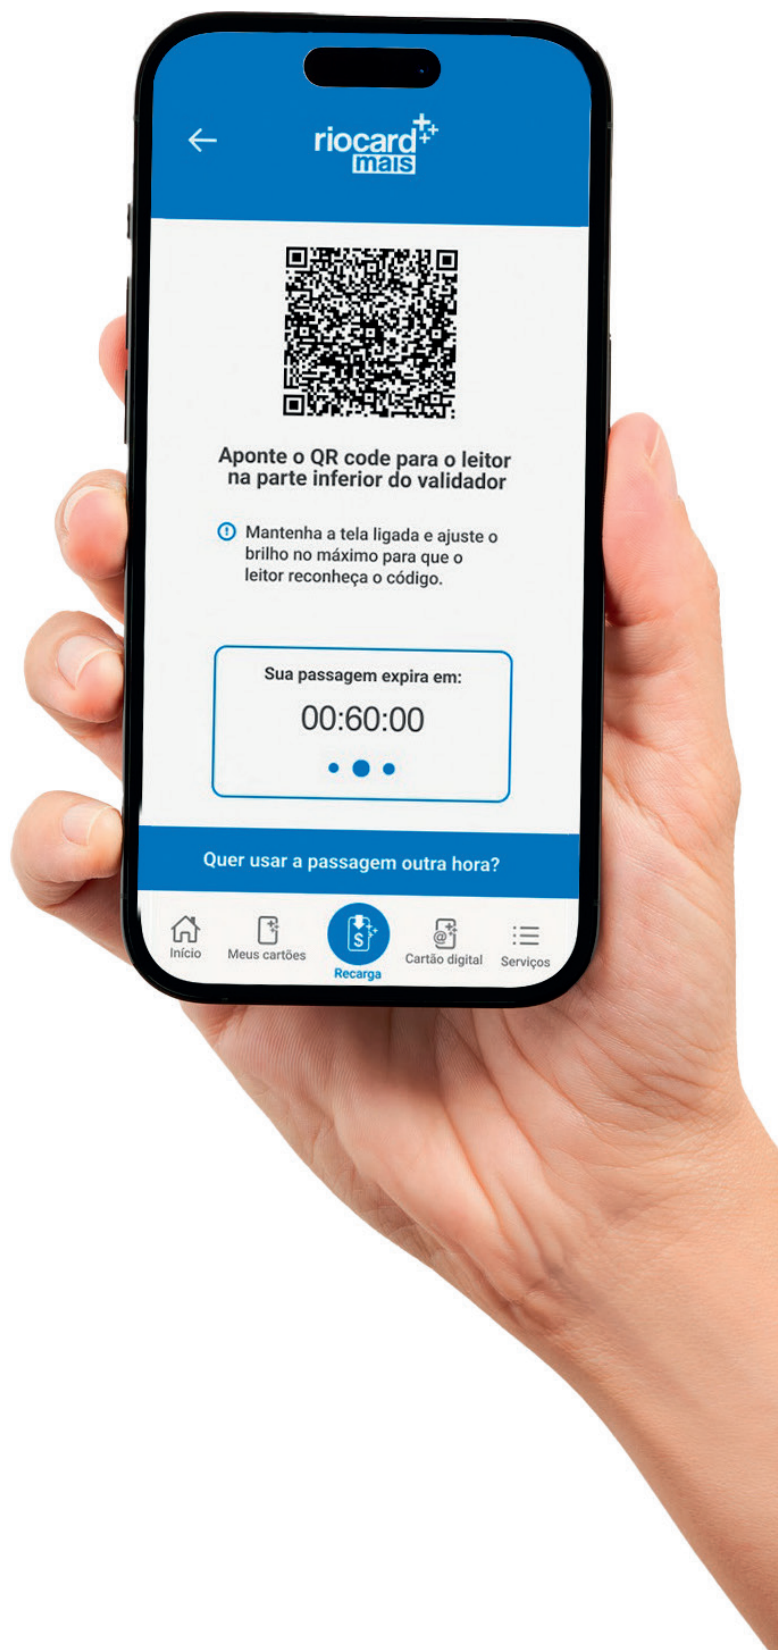 riocard
mais
Aponte o QR code para o leitor
na parte inferior do validador
Mantenha a tela ligada e ajuste o
brilho no máximo para que o
leitor reconheça o código.
Sua passagem expira em:
00:60:00
Quer usar a passagem outra hora?
Início
Meus cartões
Recarga
Cartão digital
Serviços